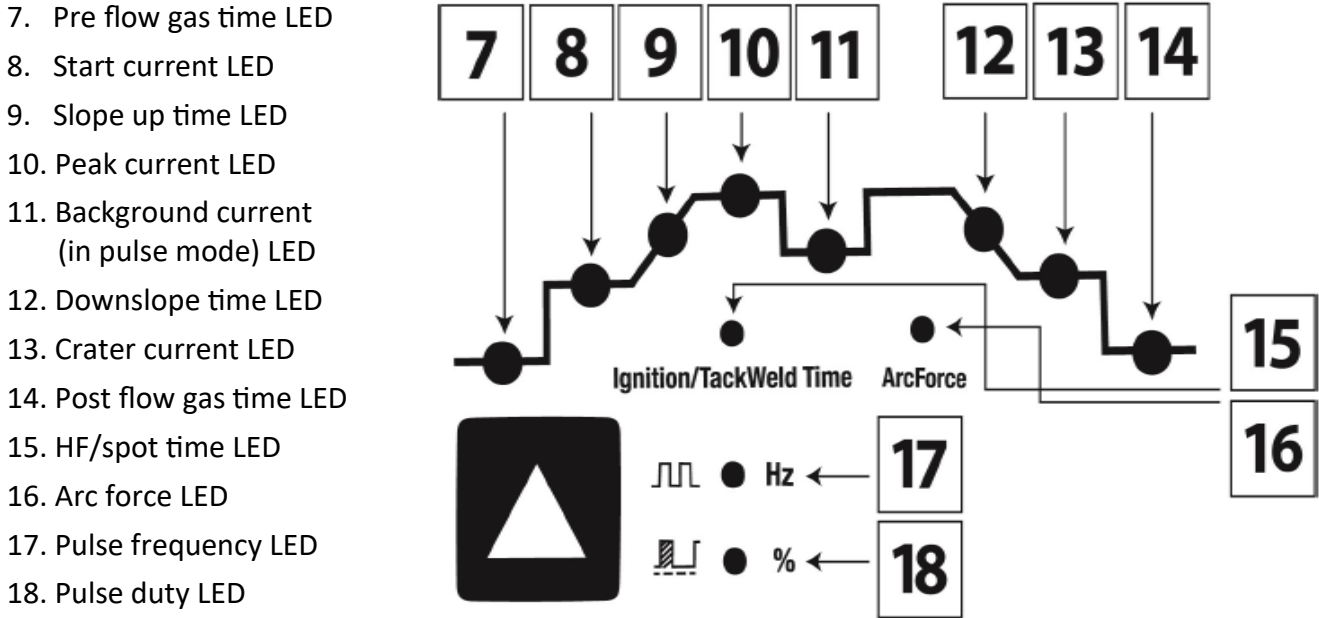 7. Pre flow gas time LED
8. Start current LED
9. Slope up time LED
10. Peak current LED
11. Background current
(in pulse mode) LED
12. Downslope time LED
13. Crater current LED
14. Post flow gas time LED
15. HF/spot time LED
16. Arc force LED
17. Pulse frequency LED
18. Pulse duty LED
7 8 9 10 11 12 13 14
15
Ignition/TackWeld Time ArcForce
16
Hz 17
% 18